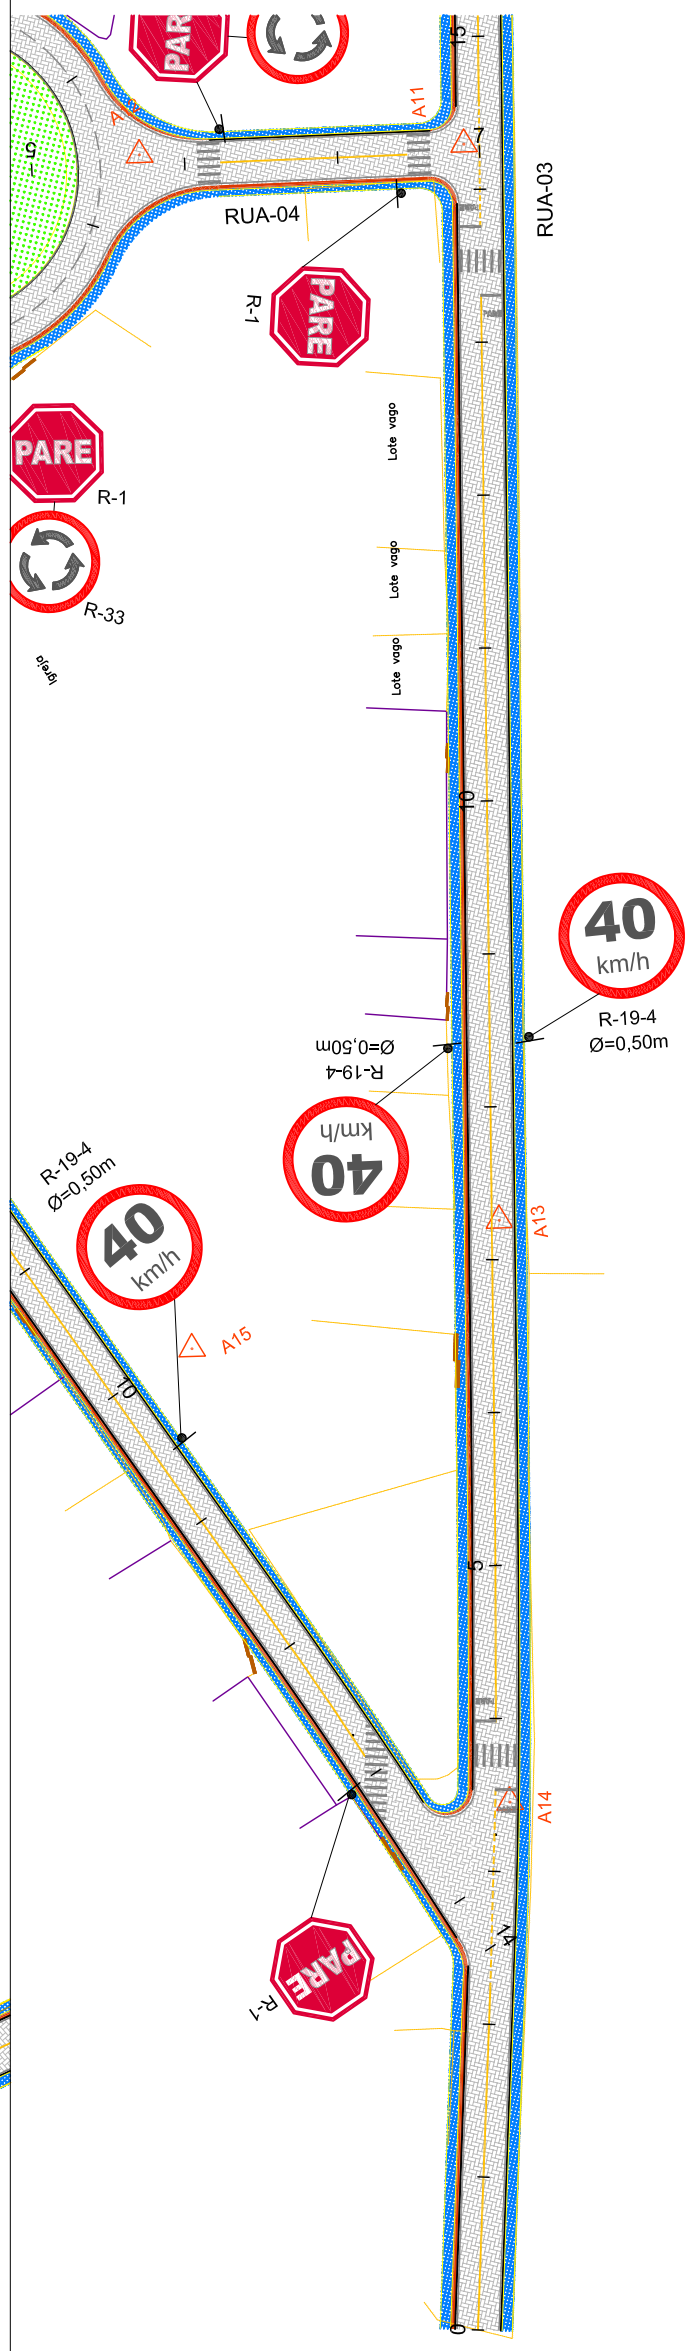 PARE
15
A11
7
5
RUA-03
RUA-04
R-1
PARE
Lote vago
PARE
R-1
Lote vago
R-33
Lote vago
Igreja
10
40
km/h
R-19-4
Ø=0,50m
R-19-4
Ø=0,50m
40
km/h
R-19-4
Ø=0,50m
40
km/h
A13
A15
10
5
A14
14
PARE
R-1
0